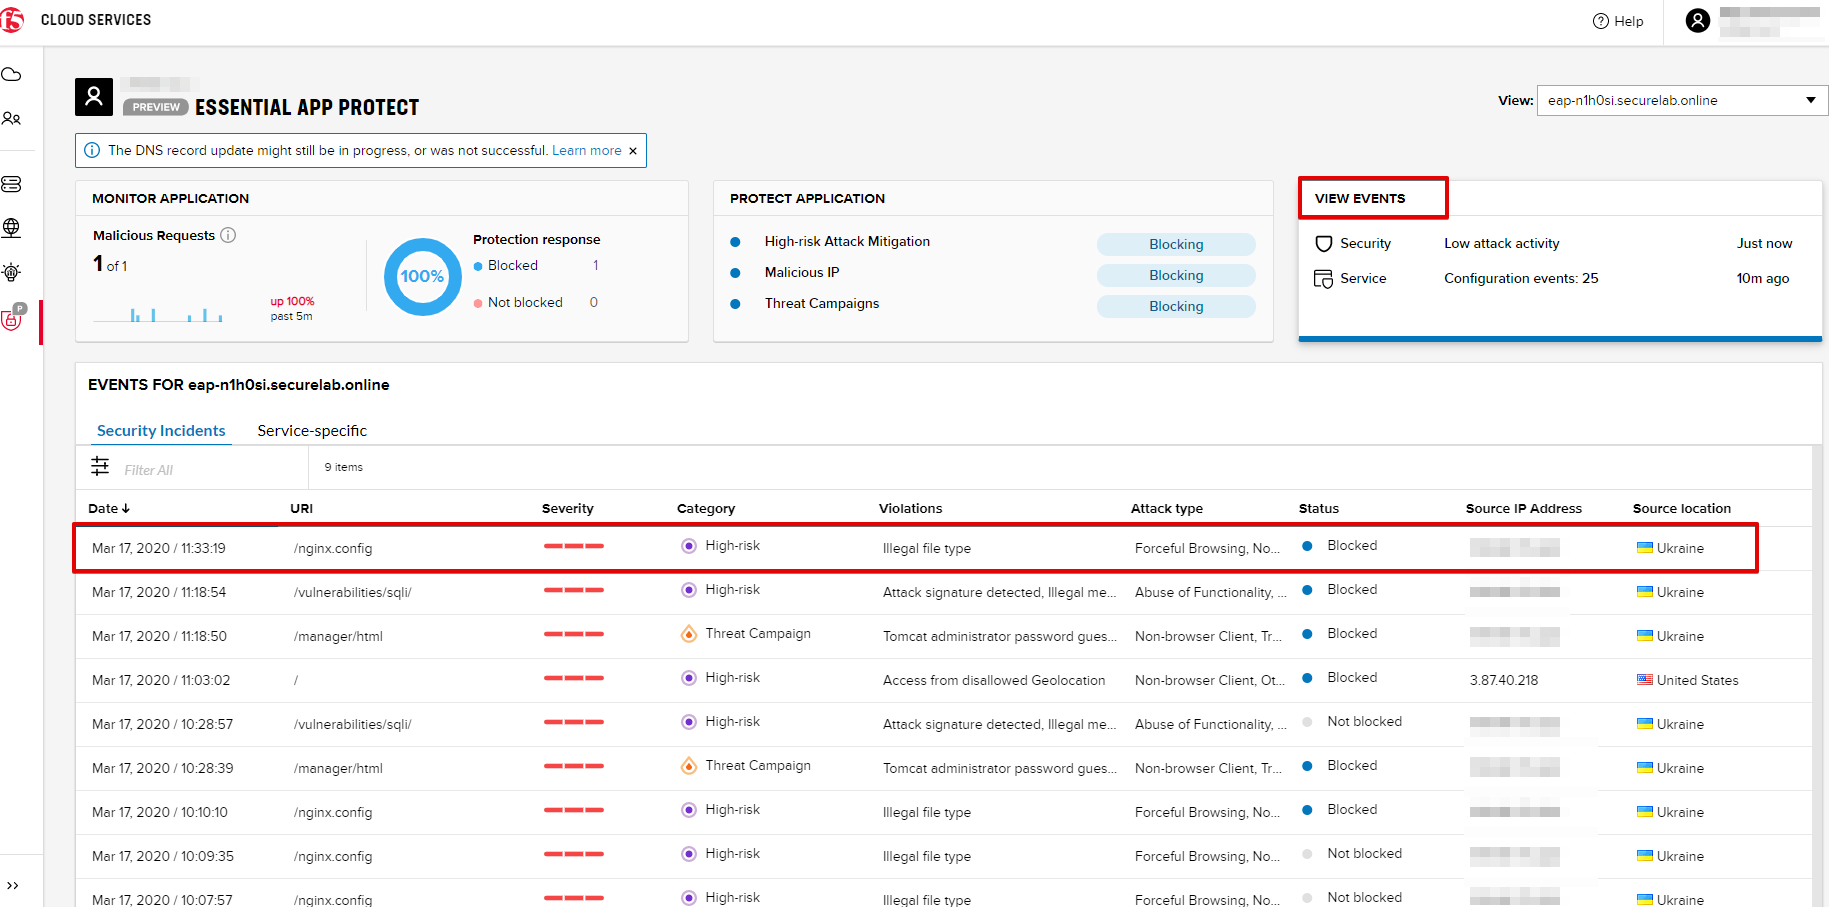 f5 CLOUD SERVICES
? Help
PREVIEW ESSENTIAL APP PROTECT
View: eap-n1h0si.securelab.online
The DNS record update might still be in progress, or was not successful. Learn more ×
P
MONITOR APPLICATION
Malicious Requests
1 of 1
up 100%
past 5m
100%
Protection response
Blocked 1
Not blocked 0
PROTECT APPLICATION
High-risk Attack Mitigation Blocking
Malicious IP Blocking
Threat Campaigns Blocking
VIEW EVENTS
Security Low attack activity Just now
Service Configuration events: 25 10m ago
EVENTS FOR eap-n1h0si.securelab.online
Security Incidents Service-specific
Filter All 9 items
Date URI Severity Category Violations Attack type Status Source IP Address Source location
Mar 17, 2020 / 11:33:19 /nginx.config High-risk Illegal file type Forceful Browsing, No... Blocked Ukraine
Mar 17, 2020 / 11:18:54 /vulnerabilities/sqli/ High-risk Attack signature detected, Illegal me... Abuse of Functionality, ... Blocked Ukraine
Mar 17, 2020 / 11:18:50 /manager/html Threat Campaign Tomcat administrator password gues... Non-browser Client, Tr... Blocked Ukraine
Mar 17, 2020 / 11:03:02 / High-risk Access from disallowed Geolocation Non-browser Client, Ot... Blocked 3.87.40.218 United States
Mar 17, 2020 / 10:28:57 /vulnerabilities/sqli/ High-risk Attack signature detected, Illegal me... Abuse of Functionality, ... Not blocked Ukraine
Mar 17, 2020 / 10:28:39 /manager/html Threat Campaign Tomcat administrator password gues... Non-browser Client, Tr... Blocked Ukraine
Mar 17, 2020 / 10:10:10 /nginx.config High-risk Illegal file type Forceful Browsing, No... Blocked Ukraine
Mar 17, 2020 / 10:09:35 /nginx.config High-risk Illegal file type Forceful Browsing, No... Not blocked Ukraine
Mar 17, 2020 / 10:07:57 /nginx.config High-risk Illegal file type Forceful Browsing, No... Not blocked Ukraine